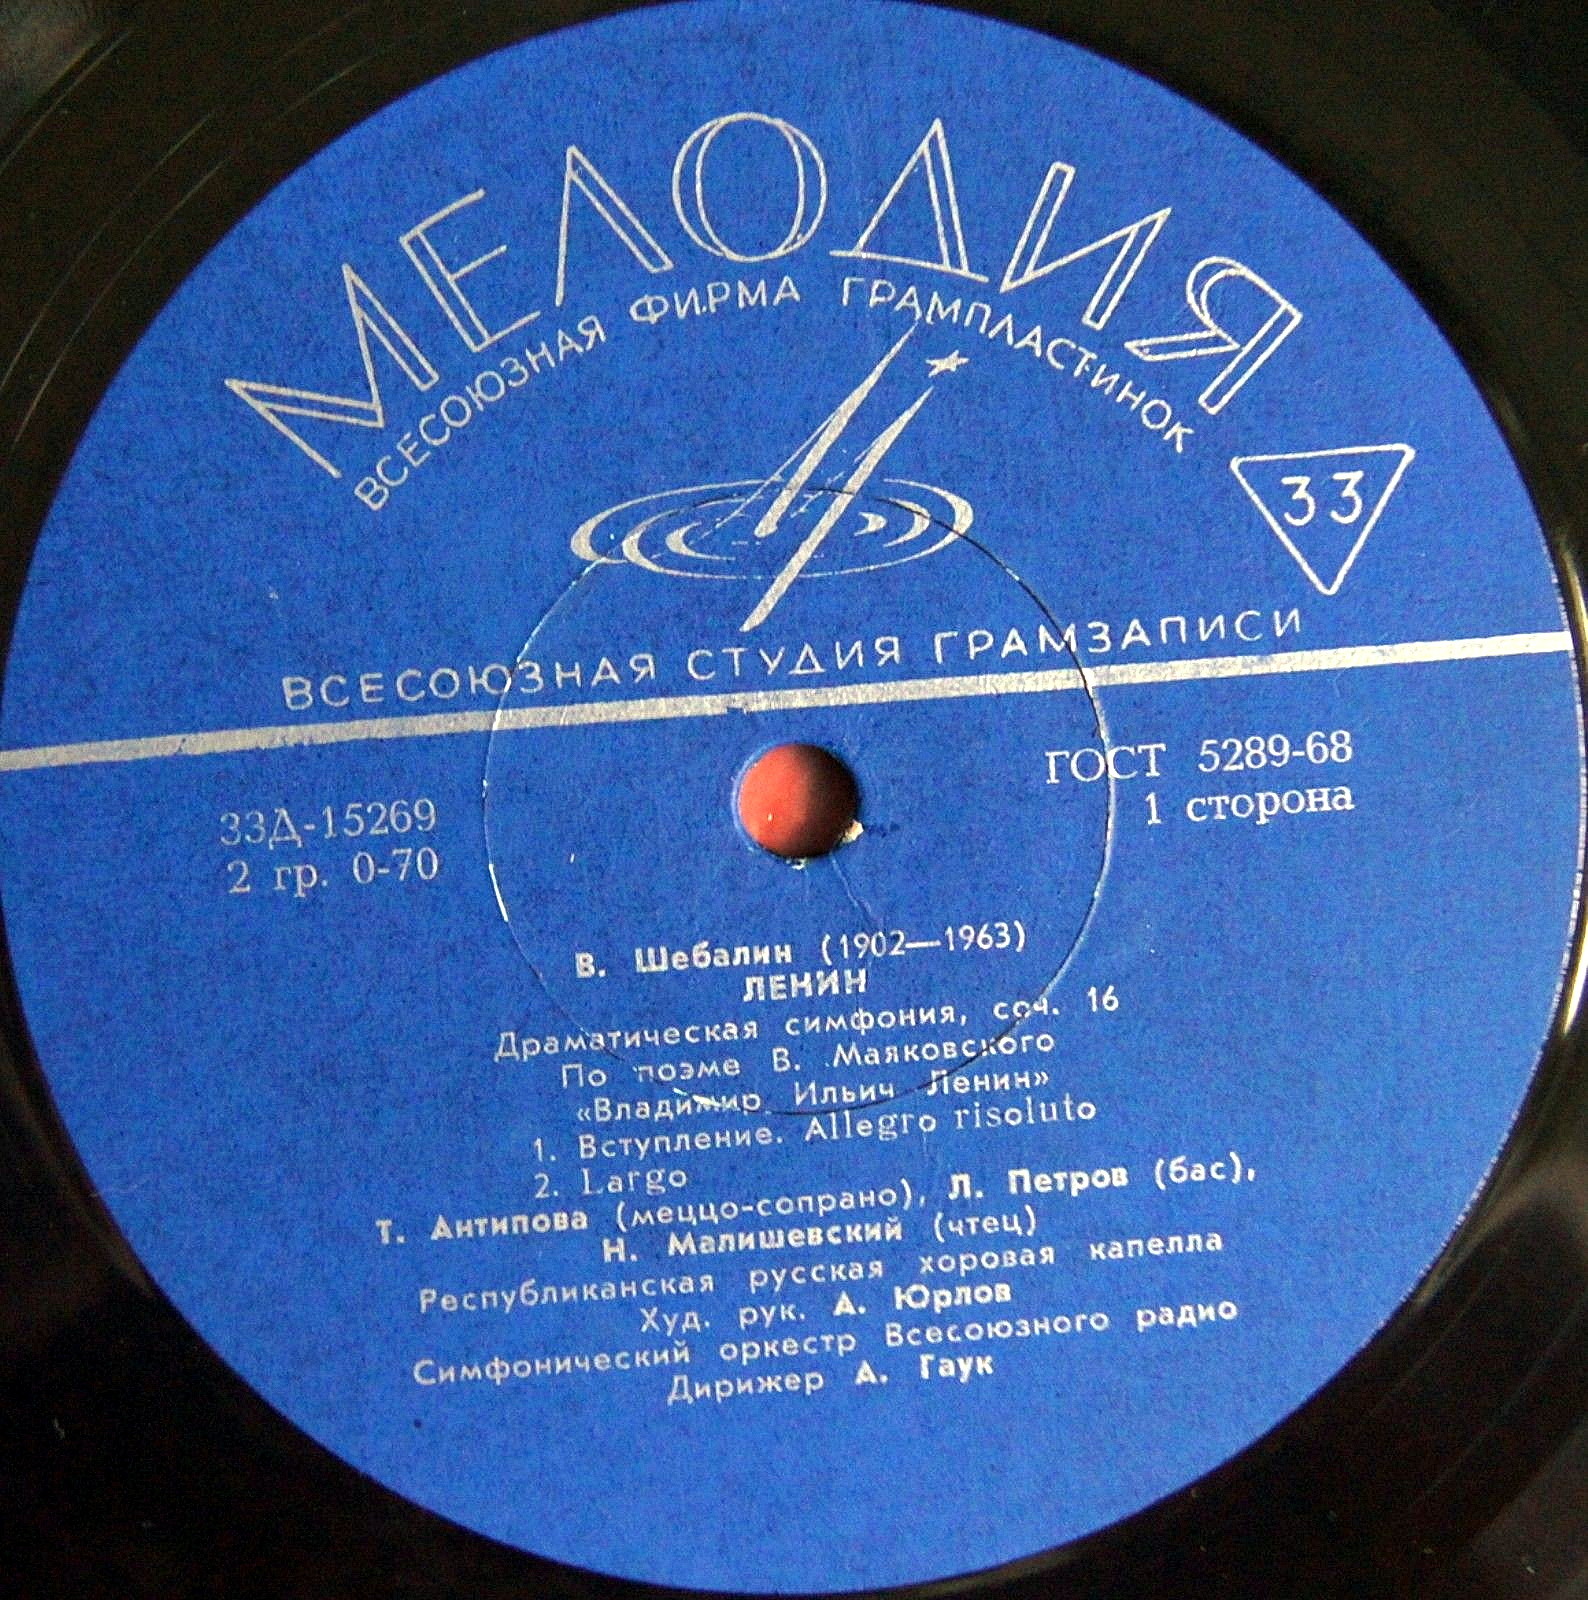 МЕЛОДИЯ
ВСЕСОЮЗНАЯ ФИРМА ГРАМПЛАСТИНОК
33
ВСЕСОЮЗНАЯ СТУДИЯ ГРАМЗАПИСИ
ГОСТ 5289-68
1 сторона
33Д-15269
2 гр. 0-70
В. Шебалин (1902—1963)
ЛЕНИН
Драматическая симфония, соч. 16
По поэме В. Маяковского
«Владимир Ильич Ленин»
1. Вступление. Allegro risoluto
2. Largo
Т. Антипова (меццо-сопрано), Л. Петров (бас),
Н. Малишевский (чтец)
Республиканская русская хоровая капелла
Худ. рук. А. Юрлов
Симфонический оркестр Всесоюзного радио
Дирижер А. Гаук